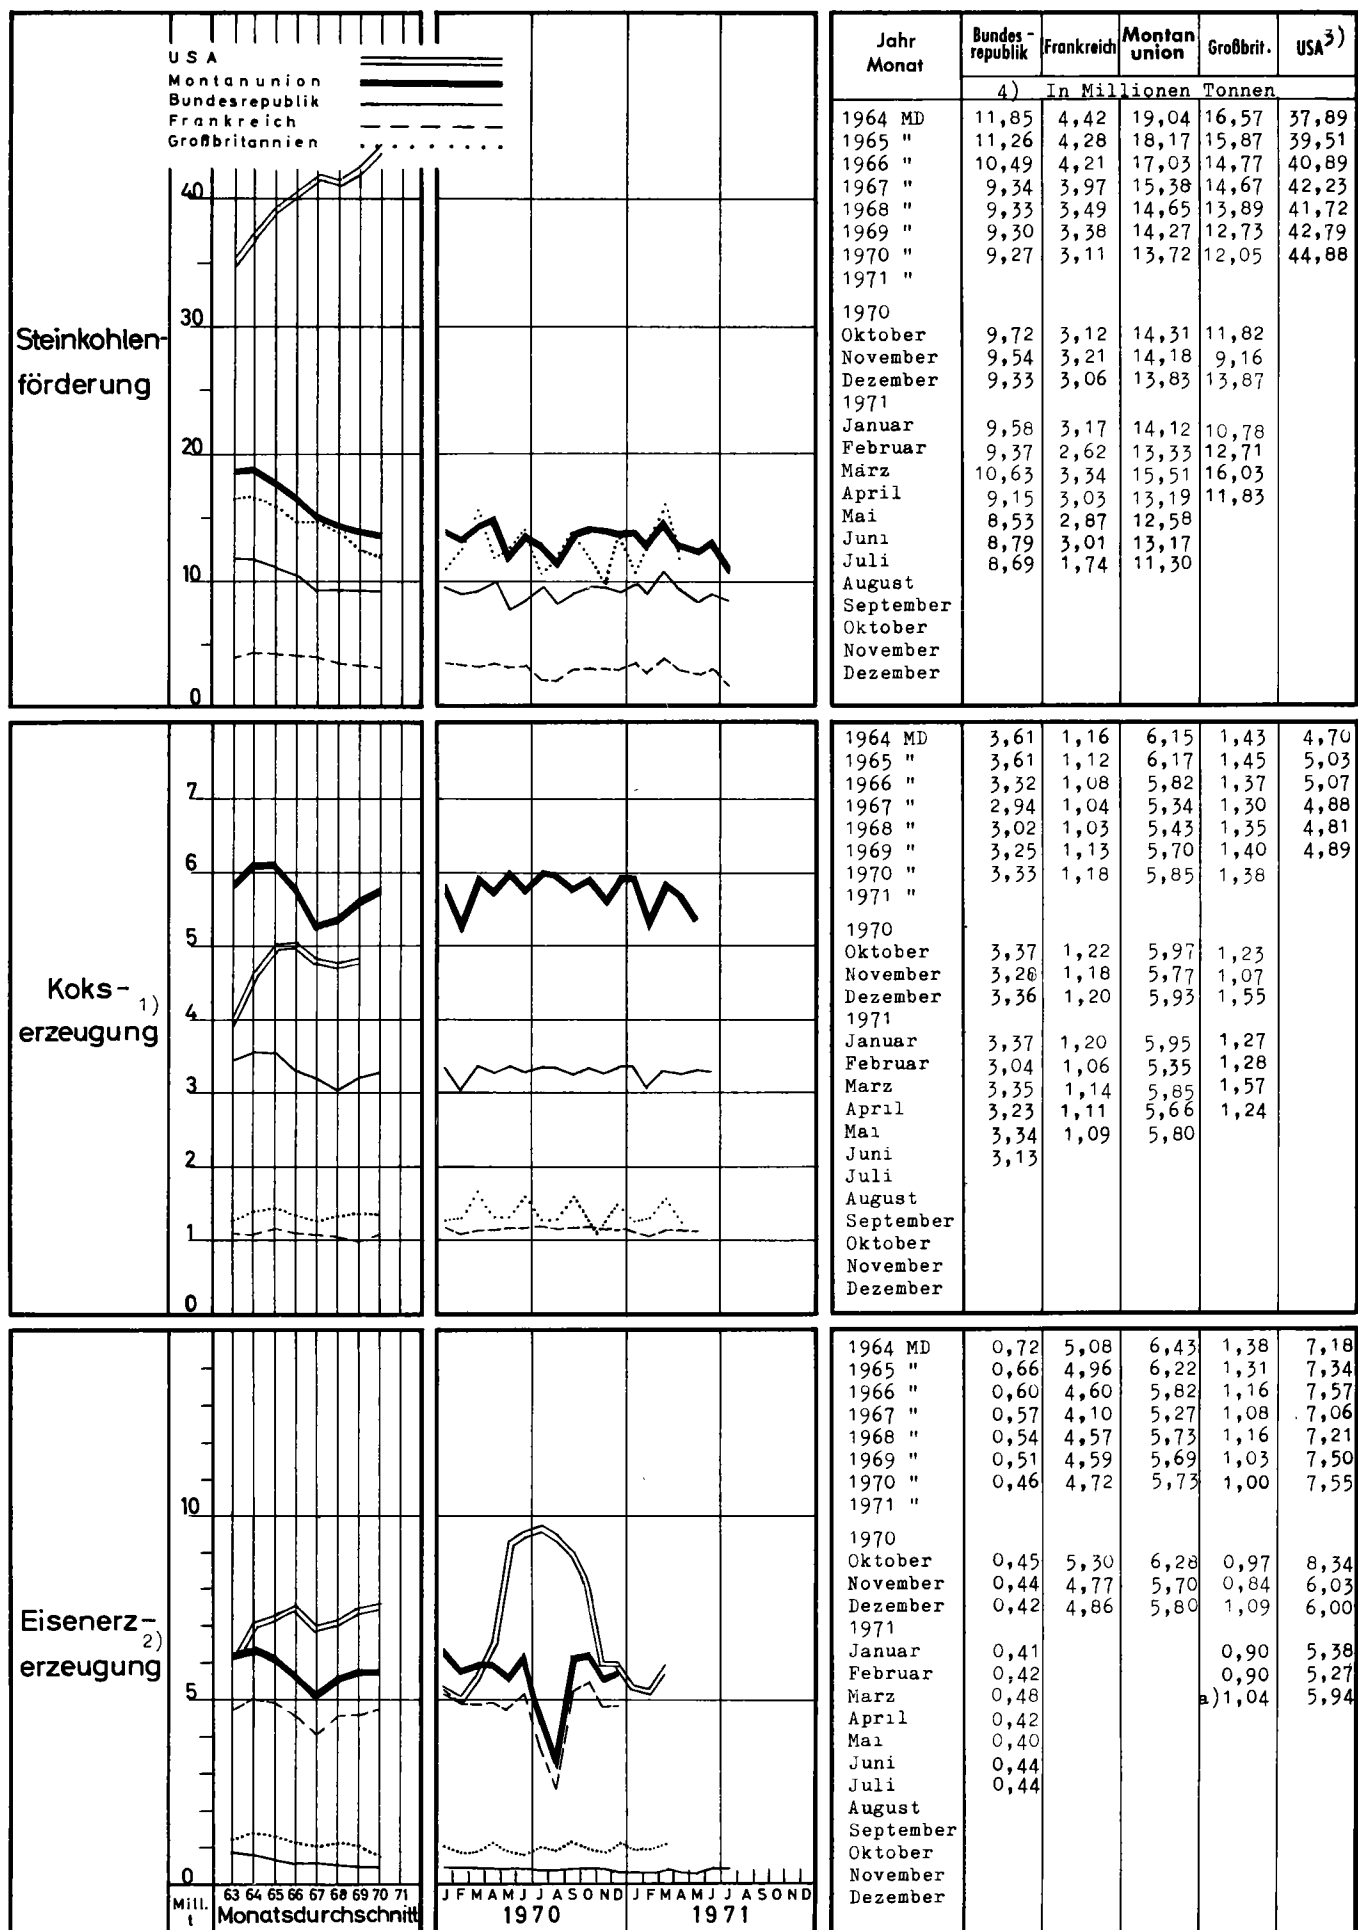 USA
Montanunion
Bundesrepublik
Frankreich
Großbritannien
40
30
20
10
0
Steinkohlen-
förderung
Jahr Monat Bundes-republik Frankreich Montan union Großbrit. USA 3)
4) In Millionen Tonnen
1964 MD 11,85 4,42 19,04 16,57 37,89
1965 " 11,26 4,28 18,17 15,87 39,51
1966 " 10,49 4,21 17,03 14,77 40,89
1967 " 9,34 3,97 15,38 14,67 42,23
1968 " 9,33 3,49 14,65 13,89 41,72
1969 " 9,30 3,38 14,27 12,73 42,79
1970 " 9,27 3,11 13,72 12,05 44,88
1971 "
1970
Oktober 9,72 3,12 14,31 11,82
November 9,54 3,21 14,18 9,16
Dezember 9,33 3,06 13,83 13,87
1971
Januar 9,58 3,17 14,12 10,78
Februar 9,37 2,62 13,33 12,71
März 10,63 3,34 15,51 16,03
April 9,15 3,03 13,19 11,83
Mai 8,53 2,87 12,58
Juni 8,79 3,01 13,17
Juli 8,69 1,74 11,30
August
September
Oktober
November
Dezember
7
6
5
4
3
2
1
0
Koks- 1)
erzeugung
1964 MD 3,61 1,16 6,15 1,43 4,70
1965 " 3,61 1,12 6,17 1,45 5,03
1966 " 3,32 1,08 5,82 1,37 5,07
1967 " 2,94 1,04 5,34 1,30 4,88
1968 " 3,02 1,03 5,43 1,35 4,81
1969 " 3,25 1,13 5,70 1,40 4,89
1970 " 3,33 1,18 5,85 1,38
1971 "
1970
Oktober 3,37 1,22 5,97 1,23
November 3,28 1,18 5,77 1,07
Dezember 3,36 1,20 5,93 1,55
1971
Januar 3,37 1,20 5,95 1,27
Februar 3,04 1,06 5,35 1,28
Marz 3,35 1,14 5,85 1,57
April 3,23 1,11 5,66 1,24
Mai 3,34 1,09 5,80
Juni 3,13
Juli
August
September
Oktober
November
Dezember
10
5
0
Eisenerz- 2)
erzeugung
1964 MD 0,72 5,08 6,43 1,38 7,18
1965 " 0,66 4,96 6,22 1,31 7,34
1966 " 0,60 4,60 5,82 1,16 7,57
1967 " 0,57 4,10 5,27 1,08 7,06
1968 " 0,54 4,57 5,73 1,16 7,21
1969 " 0,51 4,59 5,69 1,03 7,50
1970 " 0,46 4,72 5,73 1,00 7,55
1971 "
1970
Oktober 0,45 5,30 6,28 0,97 8,34
November 0,44 4,77 5,70 0,84 6,03
Dezember 0,42 4,86 5,80 1,09 6,00
1971
Januar 0,41 0,90 5,38
Februar 0,42 0,90 5,27
Marz 0,48 a)1,04 5,94
April 0,42
Mai 0,40
Juni 0,44
Juli 0,44
August
September
Oktober
November
Dezember
Mill. t
63 64 65 66 67 68 69 70 71
Monatsdurchschnitt
J F M A M J J A S O N D J F M A M J J A S O N D
1970 1971